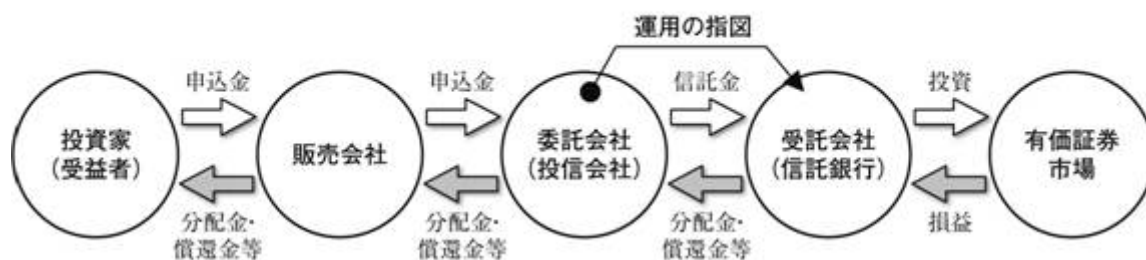 運用の指図
申込金
申込金
信託金
投資
投資家
(受益者)
販売会社
委託会社
(投信会社)
受託会社
(信託銀行)
有価証券
市場
分配金・
償還金等
分配金・
償還金等
分配金・
償還金等
損益